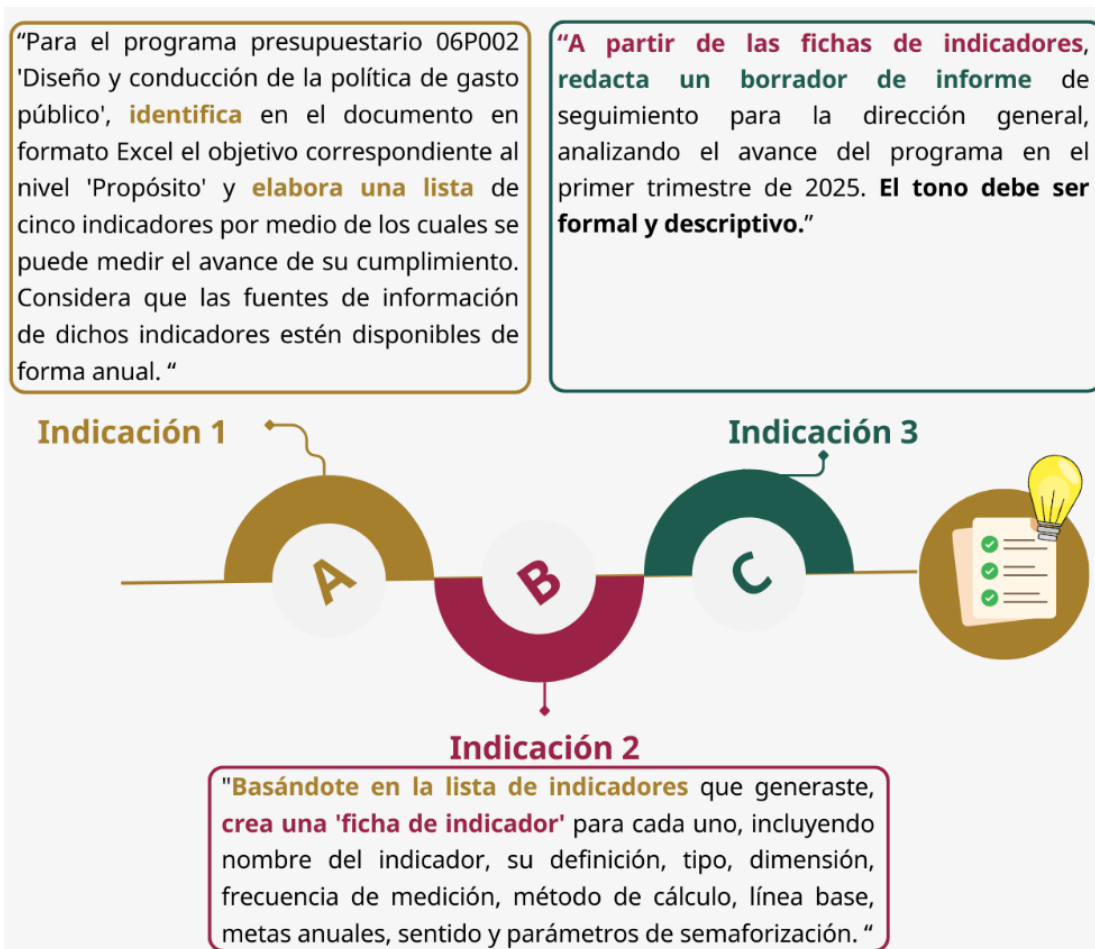 “Para el programa presupuestario 06P002
'Diseño y conducción de la política de gasto
público', identifica en el documento en
formato Excel el objetivo correspondiente al
nivel 'Propósito' y elabora una lista de
cinco indicadores por medio de los cuales se
puede medir el avance de su cumplimiento.
Considera que las fuentes de información
de dichos indicadores estén disponibles de
forma anual. “
“A partir de las fichas de indicadores,
redacta un borrador de informe de
seguimiento para la dirección general,
analizando el avance del programa en el
primer trimestre de 2025. El tono debe ser
formal y descriptivo.”
Indicación 1
Indicación 3
A
B
C
Indicación 2
"Basándote en la lista de indicadores que generaste,
crea una 'ficha de indicador' para cada uno, incluyendo
nombre del indicador, su definición, tipo, dimensión,
frecuencia de medición, método de cálculo, línea base,
metas anuales, sentido y parámetros de semaforización. “